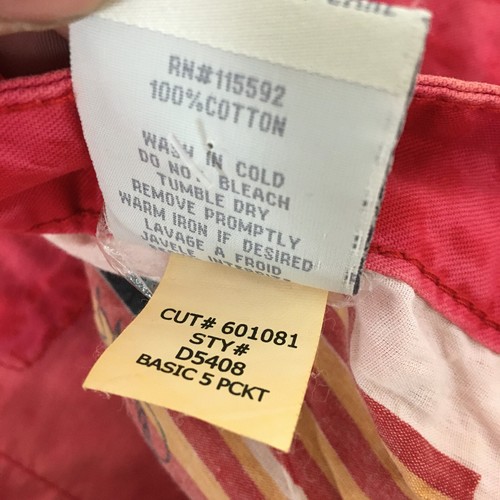 RN#115592
100%COTTON
WASH IN COLD
DO NOT BLEACH
TUMBLE DRY
REMOVE PROMPTLY
WARM IRON IF DESIRED
LAVAGE A FROID
JAVELE
CUT# 601081
STY#
D5408
BASIC 5 PCKT